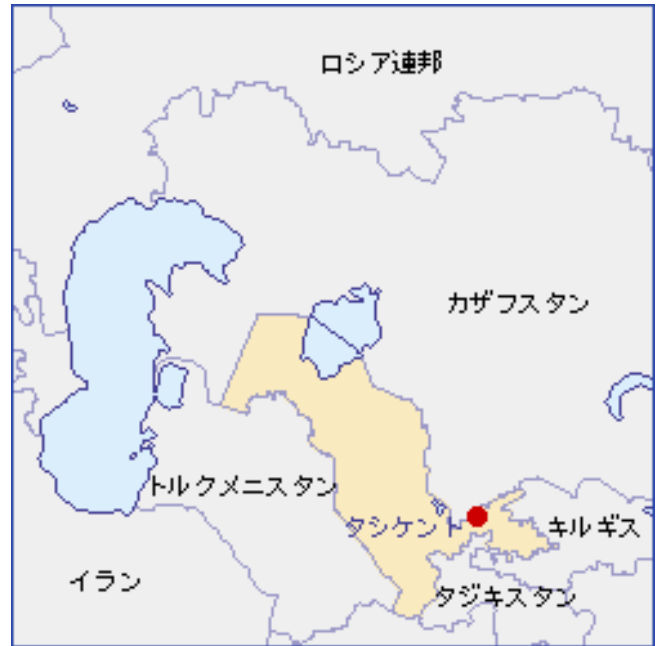 ロシア連邦
カザフスタン
トルクメニスタン
タシケント
キルギス
イラン
タジキスタン